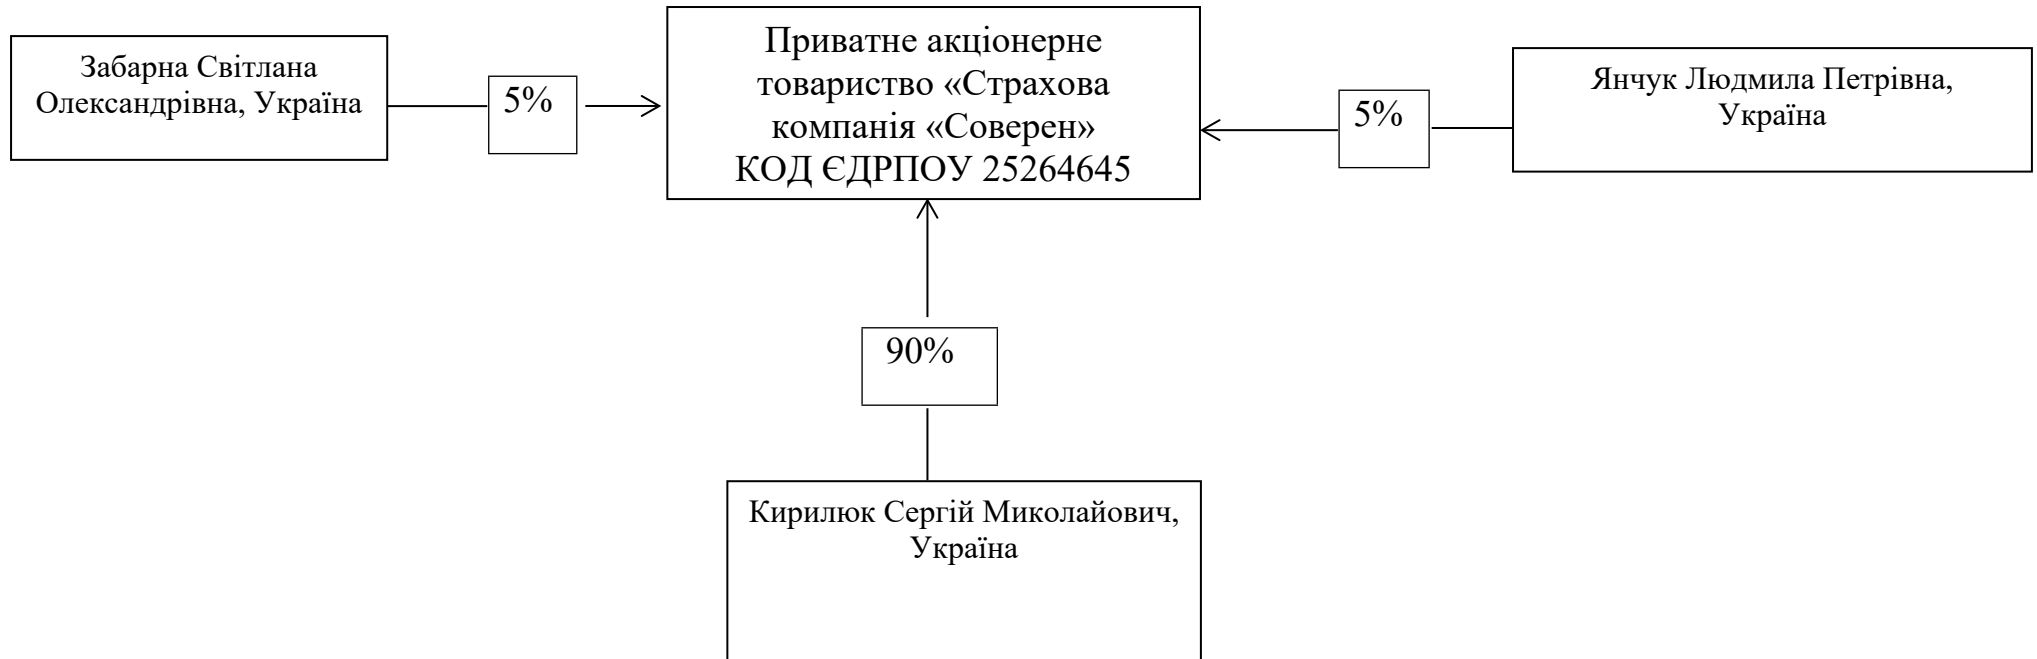 Забарна Світлана
Олександрівна, Україна
5%
Приватне акціонерне
товариство «Страхова
компанія «Соверен»
КОД ЄДРПОУ 25264645
5%
Янчук Людмила Петрівна,
Україна
90%
Кирилюк Сергій Миколайович,
Україна